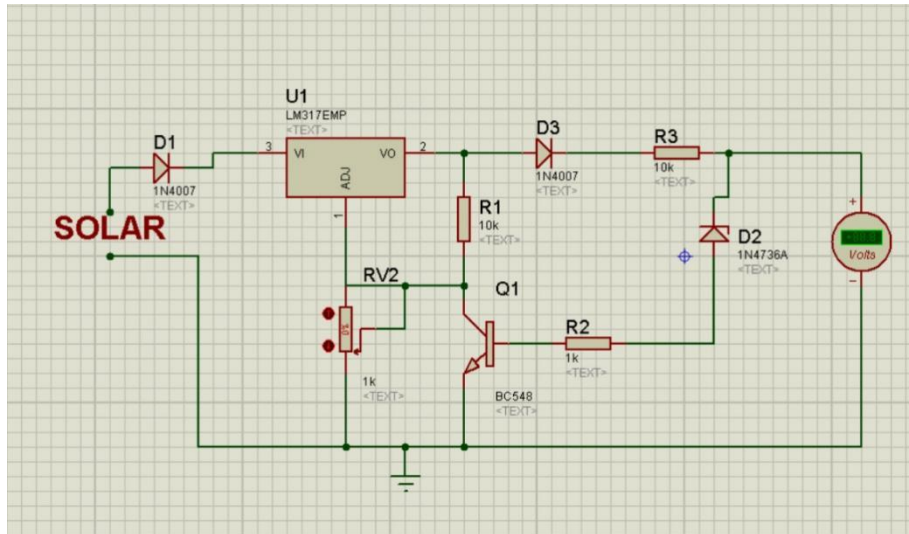 U1
LM317EMP
<TEXT>
D1
1N4007
<TEXT>
3
VI
VO
2
ADJ
1
D3
1N4007
<TEXT>
R3
10k
<TEXT>
SOLAR
R1
10k
<TEXT>
D2
1N4736A
<TEXT>
+
Volts
RV2
1k
<TEXT>
Q1
BC548
<TEXT>
R2
1k
<TEXT>